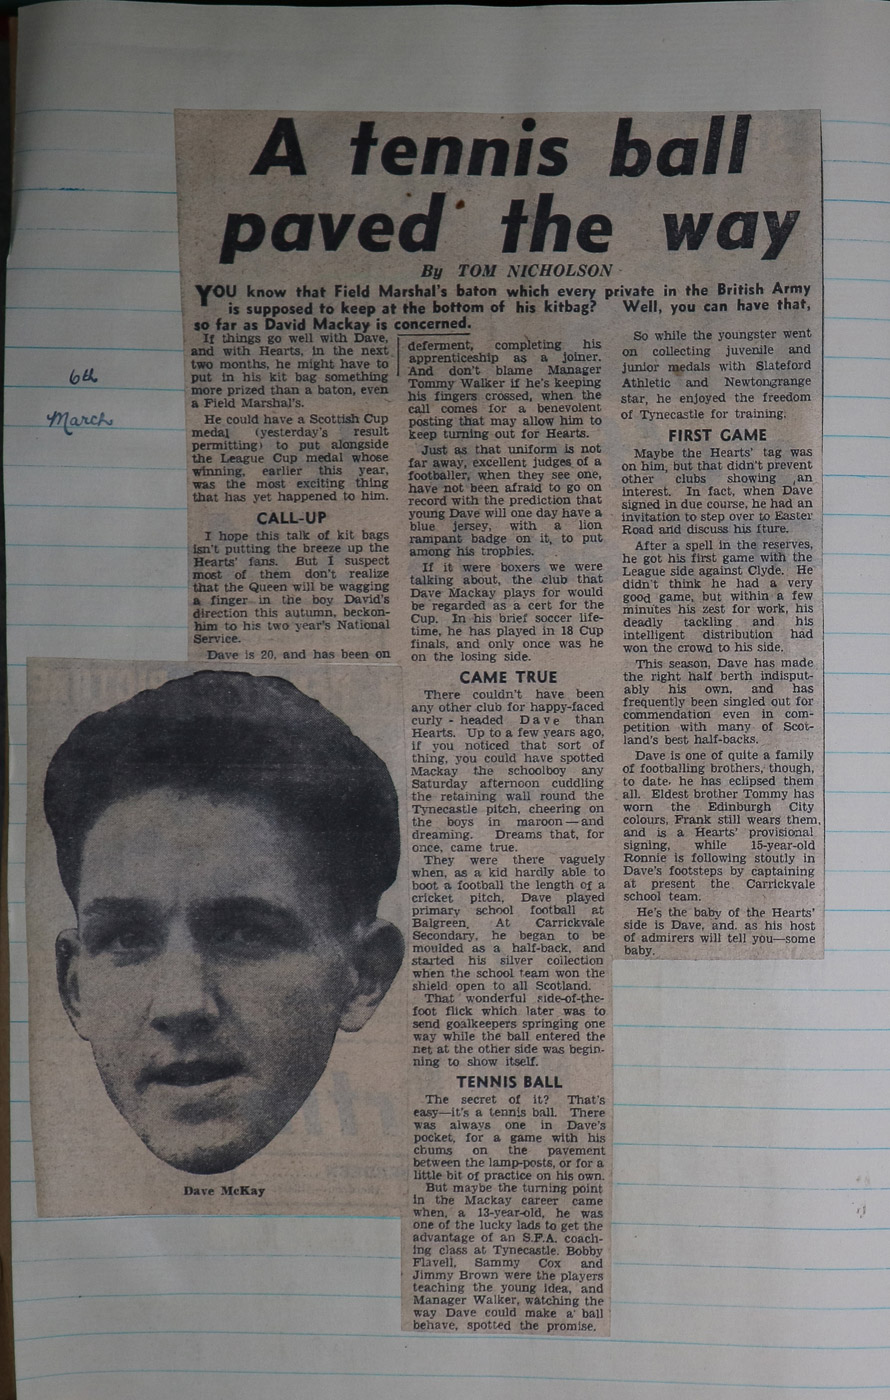 A tennis ball
paved the way
By TOM NICHOLSON
YOU know that Field Marshal's baton which every private in the British Army
is supposed to keep at the bottom of his kitbag? Well, you can have that,
so far as David Mackay is concerned.
6th
March
If things go well with Dave,
and with Hearts, in the next
two months, he might have to
put in his kit bag something
more prized than a baton, even
a Field Marshal's.
He could have a Scottish Cup
medal (yesterday's result
permitting) to put alongside
the League Cup medal whose
winning, earlier this year,
was the most exciting thing
that has yet happened to him.
CALL-UP
I hope this talk of kit bags
isn't putting the breeze up the
Hearts' fans. But I suspect
most of them don't realize
that the Queen will be wagging
a finger in the boy David's
direction this autumn, beckon-
him to his two year's National
Service.
Dave is 20, and has been on
deferment, completing his
apprenticeship as a joiner.
And don't blame Manager
Tommy Walker if he's keeping
his fingers crossed, when the
call comes for a benevolent
posting that may allow him to
keep turning out for Hearts.
Just as that uniform is not
far away, excellent judges of a
footballer, when they see one,
have not been afraid to go on
record with the prediction that
young Dave will one day have a
blue jersey, with a lion
rampant badge on it, to put
among his trophies.
If it were boxers we were
talking about, the club that
Dave Mackay plays for would
be regarded as a cert for the
Cup. In his brief soccer life-
time, he has played in 18 Cup
finals, and only once was he
on the losing side.
CAME TRUE
There couldn't have been
any other club for happy-faced
curly - headed Dave than
Hearts. Up to a few years ago,
if you noticed that sort of
thing, you could have spotted
Mackay the schoolboy any
Saturday afternoon cuddling
the retaining wall round the
Tynecastle pitch, cheering on
the boys in maroon—and
dreaming. Dreams that, for
once, came true.
They were there vaguely
when, as a kid hardly able to
boot a football the length of a
cricket pitch, Dave played
primary school football at
Balgreen. At Carrickvale
Secondary, he began to be
moulded as a half-back, and
started his silver collection
when the school team won the
shield open to all Scotland.
That wonderful side-of-the-
foot flick which later was to
send goalkeepers springing one
way while the ball entered the
net at the other side was begin-
ning to show itself.
TENNIS BALL
The secret of it? That's
easy—it's a tennis ball. There
was always one in Dave's
pocket, for a game with his
chums on the pavement
between the lamp-posts, or for a
little bit of practice on his own.
But maybe the turning point
in the Mackay career came
when, a 13-year-old, he was
one of the lucky lads to get the
advantage of an S.F.A. coach-
ing class at Tynecastle. Bobby
Flavell, Sammy Cox and
Jimmy Brown were the players
teaching the young idea, and
Manager Walker, watching the
way Dave could make a ball
behave, spotted the promise.
So while the youngster went
on collecting juvenile and
junior medals with Slateford
Athletic and Newtongrange
star, he enjoyed the freedom
of Tynecastle for training.
FIRST GAME
Maybe the Hearts' tag was
on him, but that didn't prevent
other clubs showing an
interest. In fact, when Dave
signed in due course, he had an
invitation to step over to Easter
Road and discuss his future.
After a spell in the reserves,
he got his first game with the
League side against Clyde. He
didn't think he had a very
good game, but within a few
minutes his zest for work, his
deadly tackling and his
intelligent distribution had
won the crowd to his side.
This season, Dave has made
the right half berth indisput-
ably his own, and has
frequently been singled out for
commendation even in com-
petition with many of Scot-
land's best half-backs.
Dave is one of quite a family
of footballing brothers, though,
to date, he has eclipsed them
all. Eldest brother Tommy has
worn the Edinburgh City
colours, Frank still wears them,
and is a Hearts' provisional
signing, while 15-year-old
Ronnie is following stoutly in
Dave's footsteps by captaining
at present the Carrickvale
school team.
He's the baby of the Hearts'
side is Dave, and, as his host
of admirers will tell you—some
baby.
Dave McKay